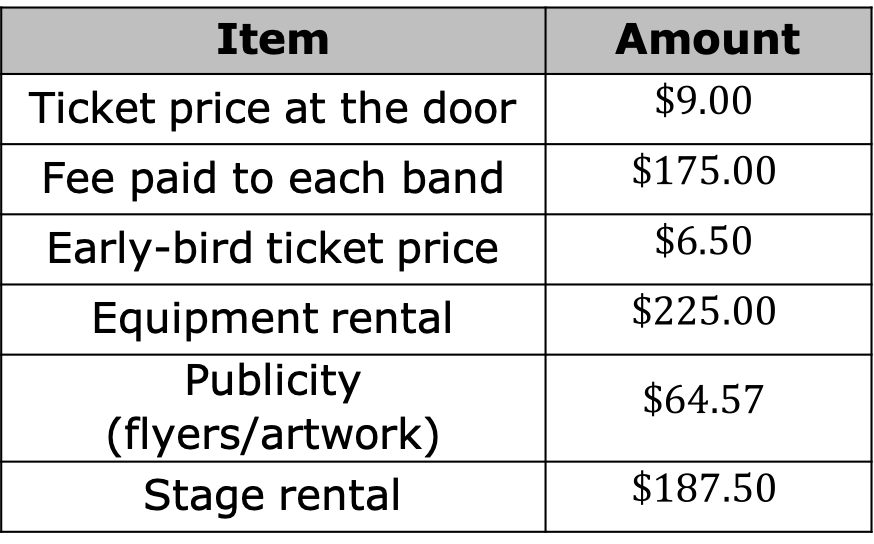 Item Amount
Ticket price at the door $9.00
Fee paid to each band $175.00
Early-bird ticket price $6.50
Equipment rental $225.00
Publicity
(flyers/artwork) $64.57
Stage rental $187.50